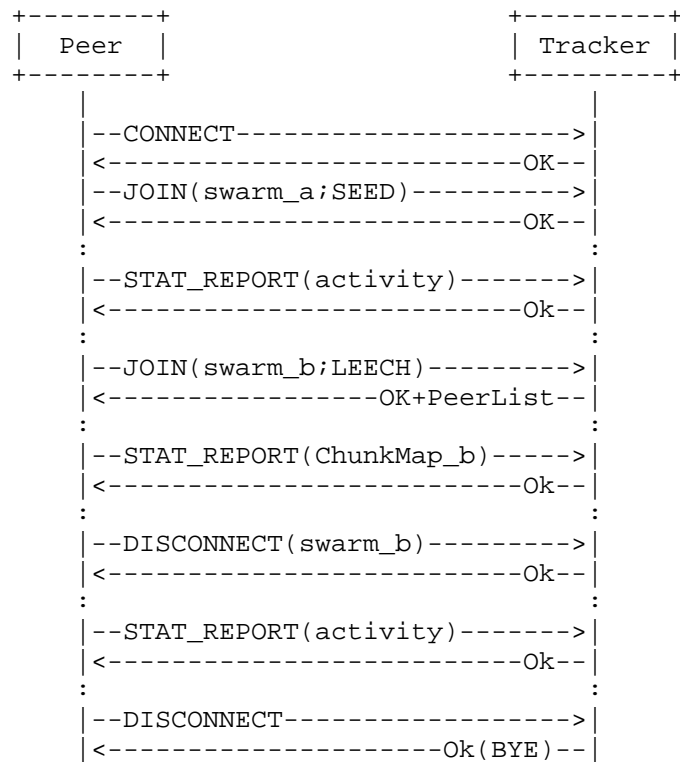 +--------+                      +---------+
|  Peer  |                      | Tracker |
+--------+                      +---------+
    |                                |
    |--CONNECT--------------------->|
    |<--------------------------OK--|
    |--JOIN(swarm_a;SEED)---------->|
    |<--------------------------OK--|
    :                                :
    |--STAT_REPORT(activity)------->|
    |<--------------------------Ok--|
    :                                :
    |--JOIN(swarm_b;LEECH)--------->|
    |<-----------------OK+PeerList--|
    :                                :
    |--STAT_REPORT(ChunkMap_b)----->|
    |<--------------------------Ok--|
    :                                :
    |--DISCONNECT(swarm_b)--------->|
    |<--------------------------Ok--|
    :                                :
    |--STAT_REPORT(activity)------->|
    |<--------------------------Ok--|
    :                                :
    |--DISCONNECT------------------>|
    |<---------------------Ok(BYE)--|